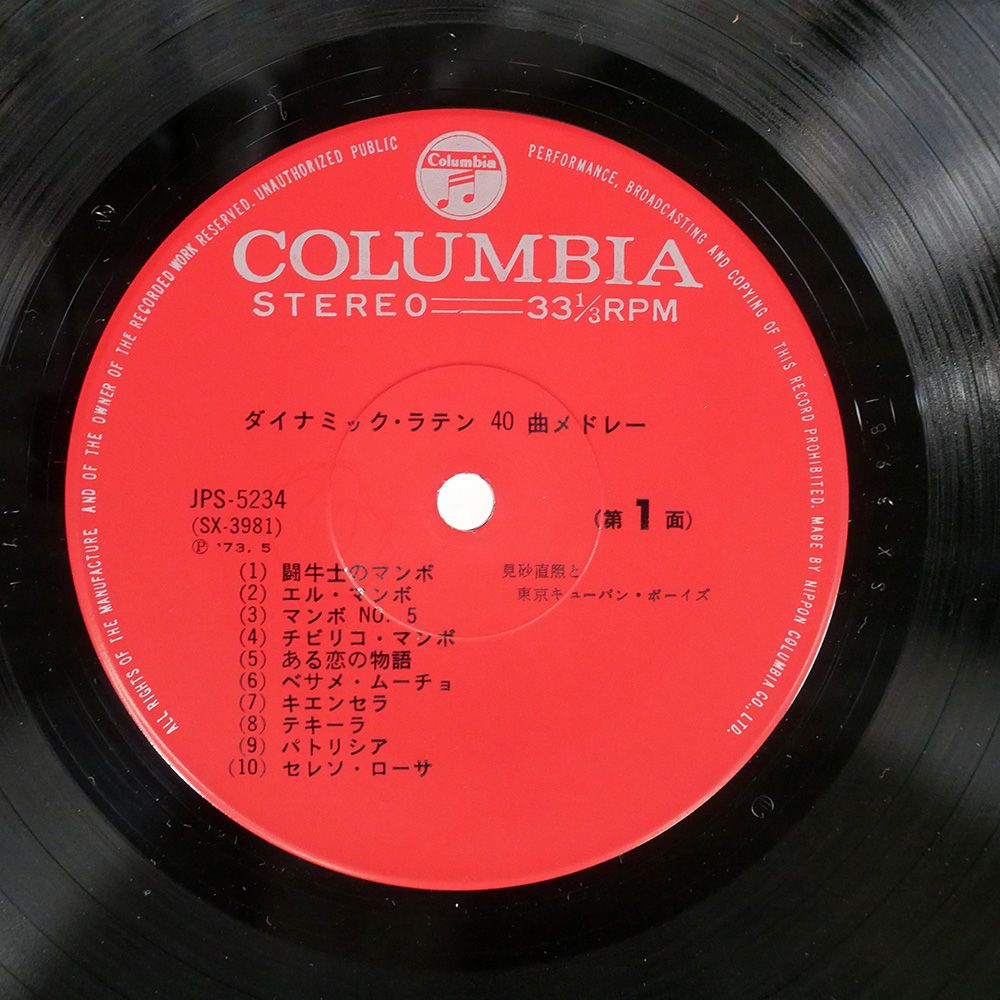 ALL RIGHTS OF THE MANUFACTURE AND OF THE OWNER OF THE RECORDED WORK RESERVED. UNAUTHORIZED PUBLIC PERFORMANCE, BROADCASTING AND COPYING OF THIS RECORD PROHIBITED. MADE BY NIPPON COLUMBIA CO., LTD.
Columbia
COLUMBIA
STEREO 33 1/3 RPM
ダイナミック・ラテン 40 曲メドレー
JPS-5234
(SX-3981)
(第 1 面)
Ⓟ '73. 5
(1) 闘牛士のマンボ
(2) エル・マンボ
(3) マンボ NO. 5
(4) チビリコ・マンボ
(5) ある恋の物語
(6) ベサメ・ムーチョ
(7) キエンセラ
(8) テキーラ
(9) パトリシア
(10) セレソ・ローサ
見砂直照と
東京キューバン・ボーイズ
SX-3981